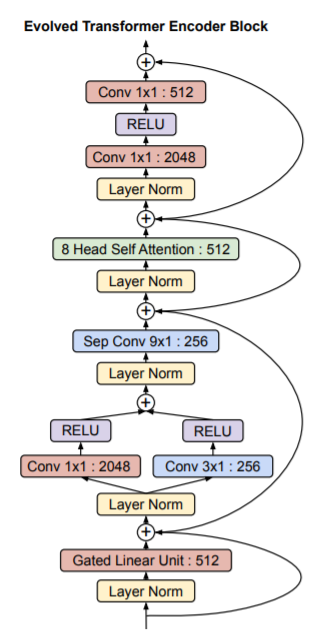 Evolved Transformer Encoder Block
+
Conv 1x1 : 512
RELU
Conv 1x1 : 2048
Layer Norm
+
8 Head Self Attention : 512
Layer Norm
+
Sep Conv 9x1 : 256
Layer Norm
+
RELU RELU
Conv 1x1 : 2048 Conv 3x1 : 256
Layer Norm
+
Gated Linear Unit : 512
Layer Norm